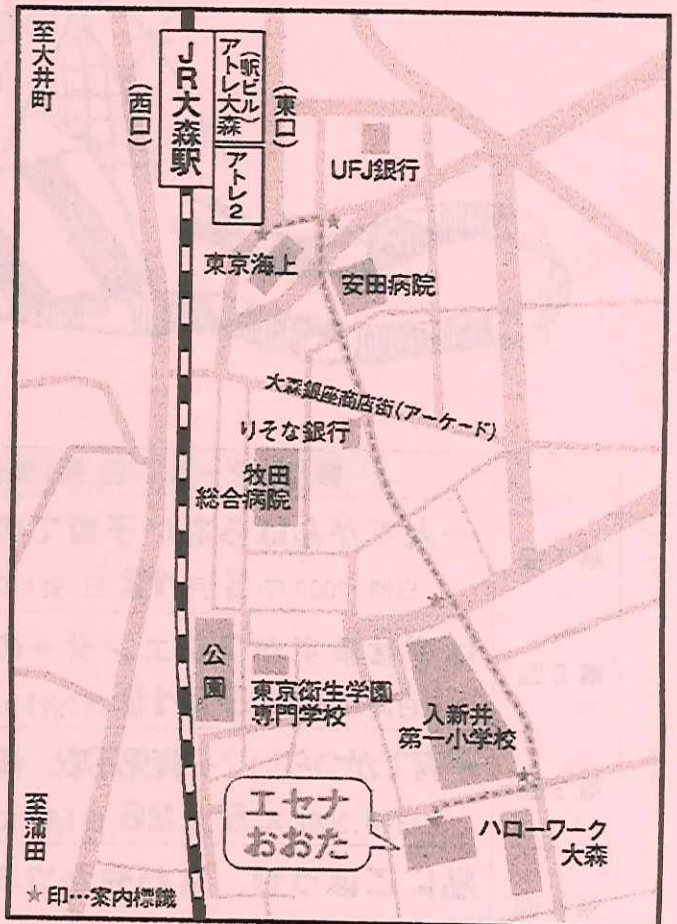 至大井町
(西口)
JR大森駅
(駅ビル)
アトレ大森
アトレ2
(東口)
UFJ銀行
東京海上
安田病院
大森銀座商店街(アーケード)
りそな銀行
牧田
総合病院
公園
東京衛生学園
専門学校
入新井
第一小学校
エセナ
おおた
ハローワーク
大森
至蒲田
★印…案内標識